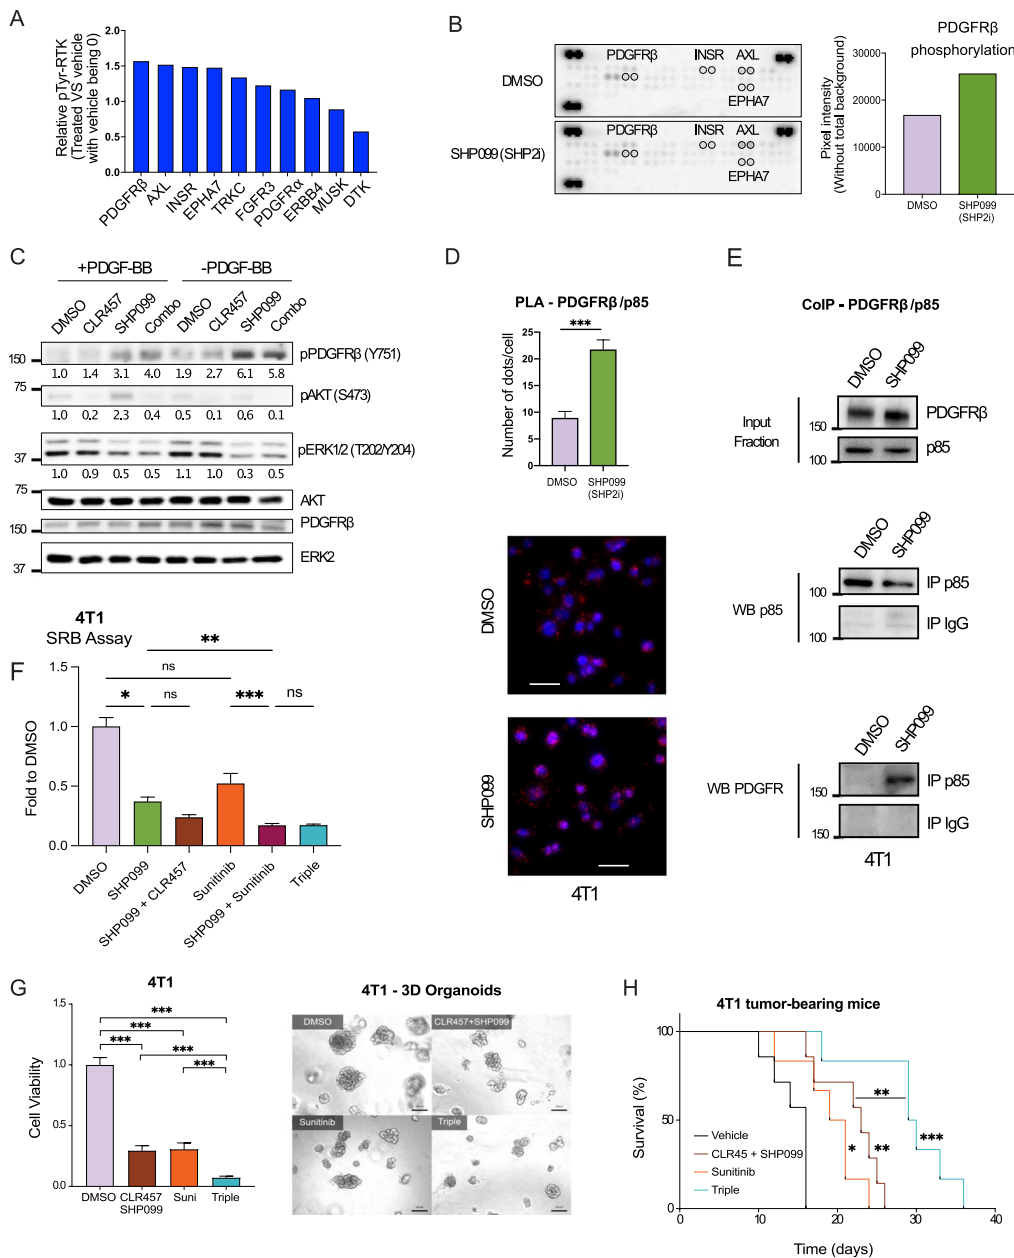 A
Relative pTyr-RTK
(Treated VS vehicle
with vehicle being 0)
2.0
1.5
1.0
0.5
0.0
PDGFRβ
AXL
INSR
EPHA7
TRKC
FGFR3
PDGFRα
ERBB4
MUSK
DTK
B
DMSO
PDGFRβ
INSR
AXL
EPHA7
SHP099 (SHP2i)
PDGFRβ
INSR
AXL
EPHA7
PDGFRβ
phosphorylation
Pixel intensity
(Without total background)
30000
20000
10000
0
DMSO
SHP099
(SHP2i)
C
+PDGF-BB
-PDGF-BB
DMSO
CLR457
SHP099
Combo
DMSO
CLR457
SHP099
Combo
150
pPDGFRβ (Y751)
1.0 1.4 3.1 4.0 1.9 2.7 6.1 5.8
75
pAKT (S473)
1.0 0.2 2.3 0.4 0.5 0.1 0.6 0.1
37
pERK1/2 (T202/Y204)
1.0 0.9 0.5 0.5 1.1 1.0 0.3 0.5
75
AKT
150
PDGFRβ
37
ERK2
D
PLA - PDGFRβ/p85
Number of dots/cell
25
20
15
10
5
0
***
DMSO
SHP099
(SHP2i)
DMSO
SHP099
4T1
E
CoIP - PDGFRβ/p85
DMSO
SHP099
Input
Fraction
150
PDGFRβ
100
p85
DMSO
SHP099
WB p85
100
IP p85
100
IP IgG
DMSO
SHP099
WB PDGFR
150
IP p85
150
IP IgG
4T1
F
4T1
SRB Assay
Fold to DMSO
1.5
1.0
0.5
0.0
**
ns
*
ns
***
ns
DMSO
SHP099
SHP099 + CLR457
Sunitinib
SHP099 + Sunitinib
Triple
G
4T1
Cell Viability
1.5
1.0
0.5
0.0
***
***
***
***
***
DMSO
CLR457
SHP099
Suni
Triple
4T1 - 3D Organoids
DMSO
CLR457+SHP099
Sunitinib
Triple
H
4T1 tumor-bearing mice
Survival (%)
100
50
0
Vehicle
CLR45 + SHP099
Sunitinib
Triple
**
*
**
***
0 10 20 30 40
Time (days)